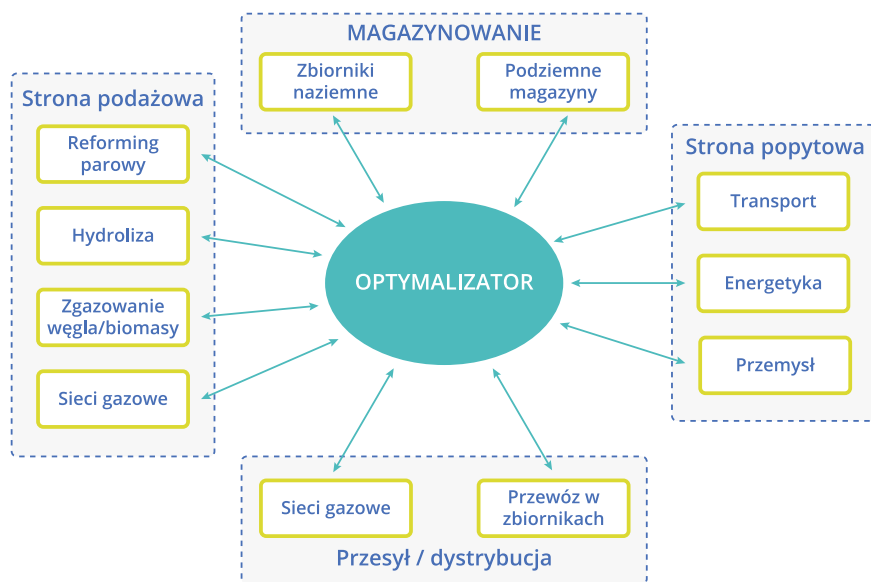 MAGAZYNOWANIE
Zbiorniki
naziemne
Podziemne
magazyny
Strona podażowa
Reforming
parowy
Hydroliza
Zgazowanie
węgla/biomasy
Sieci gazowe
OPTYMALIZATOR
Strona popytowa
Transport
Energetyka
Przemysł
Sieci gazowe
Przewóz w
zbiornikach
Przesył / dystrybucja